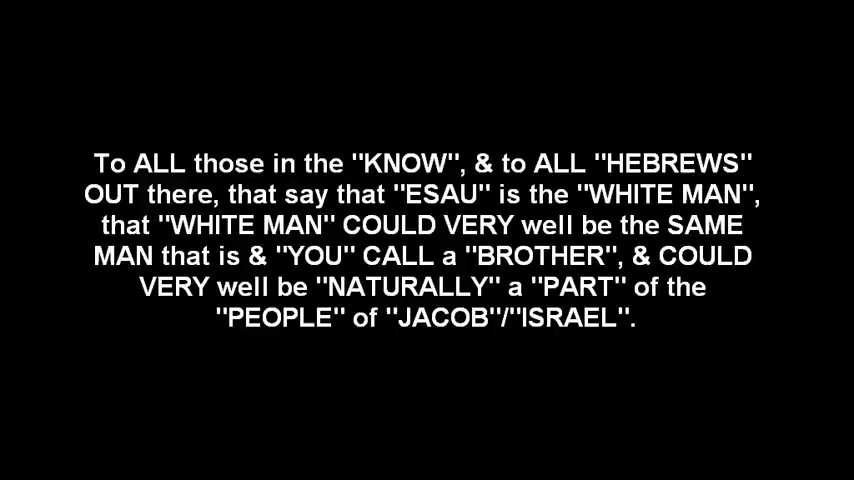 To ALL those in the "KNOW", & to ALL "HEBREWS"
OUT there, that say that "ESAU" is the "WHITE MAN",
that "WHITE MAN" COULD VERY well be the SAME
MAN that is & "YOU" CALL a "BROTHER", & COULD
VERY well be "NATURALLY" a "PART" of the
"PEOPLE" of "JACOB"/"ISRAEL".